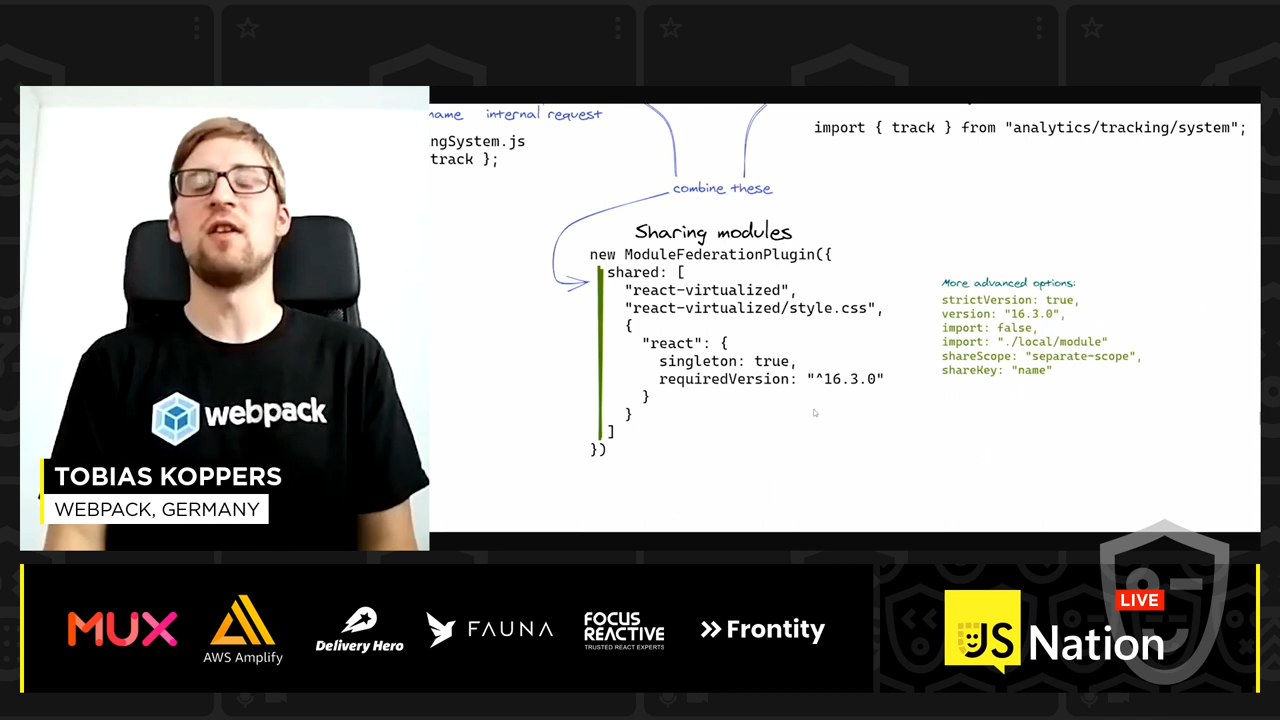 name internal request
ngSystem.js
track };
import { track } from "analytics/tracking/system";
combine these
Sharing modules
new ModuleFederationPlugin({
shared: [
"react-virtualized",
"react-virtualized/style.css",
{
"react": {
singleton: true,
requiredVersion: "^16.3.0"
}
}
]
})
More advanced options:
strictVersion: true,
version: "16.3.0",
import: false,
import: "./local/module"
shareScope: "separate-scope",
shareKey: "name"
webpack
TOBIAS KOPPERS
WEBPACK, GERMANY
MUX
AWS Amplify
Delivery Hero
FAUNA
FOCUS
REACTIVE
TRUSTED REACT EXPERTS
Frontity
LIVE
JS Nation